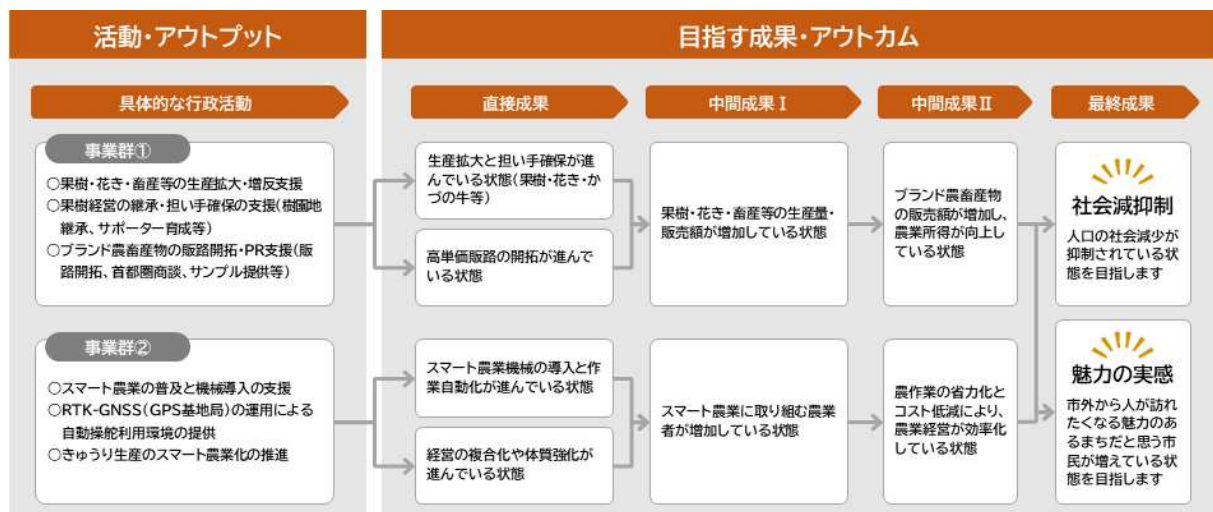 活動・アウトプット
目指す成果・アウトカム
具体的な行政活動
直接成果
中間成果Ⅰ
中間成果Ⅱ
最終成果
事業群①
○果樹・花き・畜産等の生産拡大・増反支援
○果樹経営の継承・担い手確保の支援(樹園地
継承、サポーター育成等)
○ブランド農畜産物の販路開拓・PR支援(販
路開拓、首都圏商談、サンプル提供等)
生産拡大と担い手確保が進
んでいる状態(果樹・花き・か
づの牛等)
高単価販路の開拓が進んで
いる状態
果樹・花き・畜産等の生産量・
販売額が増加している状態
ブランド農畜産物
の販売額が増加し、
農業所得が向上し
ている状態
社会減抑制
人口の社会減少が
抑制されている状
態を目指します
事業群②
○スマート農業の普及と機械導入の支援
○RTK-GNSS(GPS基地局)の運用による
自動操舵利用環境の提供
○きゅうり生産のスマート農業化の推進
スマート農業機械の導入と作
業自動化が進んでいる状態
経営の複合化や体質強化が
進んでいる状態
スマート農業に取り組む農業
者が増加している状態
農作業の省力化と
コスト低減により、
農業経営が効率化
している状態
魅力の実感
市外から人が訪れ
たくなる魅力のあ
るまちだと思う市
民が増えている状
態を目指します